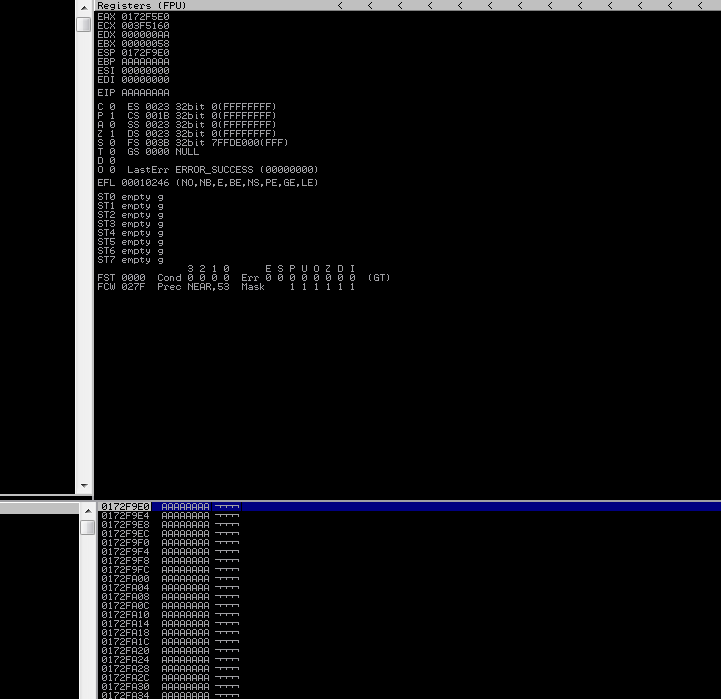 Registers (FPU) < < < < < < < < < < < < <
EAX 0172F5E0
ECX 003F5160
EDX 000000AA
EBX 00000058
ESP 0172F9E0
EBP AAAAAAAA
ESI 00000000
EDI 00000000
EIP AAAAAAAA
C 0 ES 0023 32bit 0(FFFFFFFF)
P 1 CS 001B 32bit 0(FFFFFFFF)
A 0 SS 0023 32bit 0(FFFFFFFF)
Z 1 DS 0023 32bit 0(FFFFFFFF)
S 0 FS 003B 32bit 7FFDE000(FFF)
T 0 GS 0000 NULL
D 0
O 0 LastErr ERROR_SUCCESS (00000000)
EFL 00010246 (NO,NB,E,BE,NS,PE,GE,LE)
ST0 empty g
ST1 empty g
ST2 empty g
ST3 empty g
ST4 empty g
ST5 empty g
ST6 empty g
ST7 empty g
3 2 1 0 E S P U O Z D I
FST 0000 Cond 0 0 0 0 Err 0 0 0 0 0 0 0 0 (GT)
FCW 027F Prec NEAR,53 Mask 1 1 1 1 1 1
0172F9E0 AAAAAAAA ¬¬¬¬
0172F9E4 AAAAAAAA ¬¬¬¬
0172F9E8 AAAAAAAA ¬¬¬¬
0172F9EC AAAAAAAA ¬¬¬¬
0172F9F0 AAAAAAAA ¬¬¬¬
0172F9F4 AAAAAAAA ¬¬¬¬
0172F9F8 AAAAAAAA ¬¬¬¬
0172F9FC AAAAAAAA ¬¬¬¬
0172FA00 AAAAAAAA ¬¬¬¬
0172FA04 AAAAAAAA ¬¬¬¬
0172FA08 AAAAAAAA ¬¬¬¬
0172FA0C AAAAAAAA ¬¬¬¬
0172FA10 AAAAAAAA ¬¬¬¬
0172FA14 AAAAAAAA ¬¬¬¬
0172FA18 AAAAAAAA ¬¬¬¬
0172FA1C AAAAAAAA ¬¬¬¬
0172FA20 AAAAAAAA ¬¬¬¬
0172FA24 AAAAAAAA ¬¬¬¬
0172FA28 AAAAAAAA ¬¬¬¬
0172FA2C AAAAAAAA ¬¬¬¬
0172FA30 AAAAAAAA ¬¬¬¬
0172FA34 AAAAAAAA ¬¬¬¬